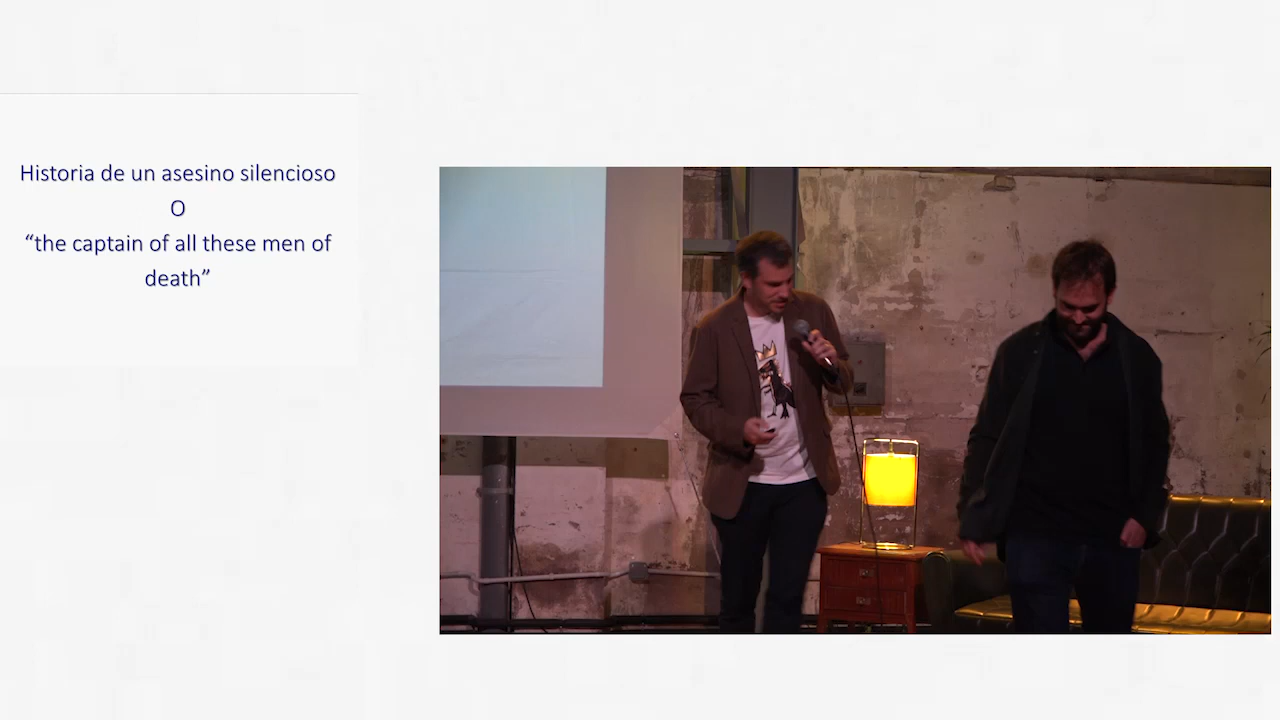 Historia de un asesino silencioso
O
“the captain of all these men of
death”